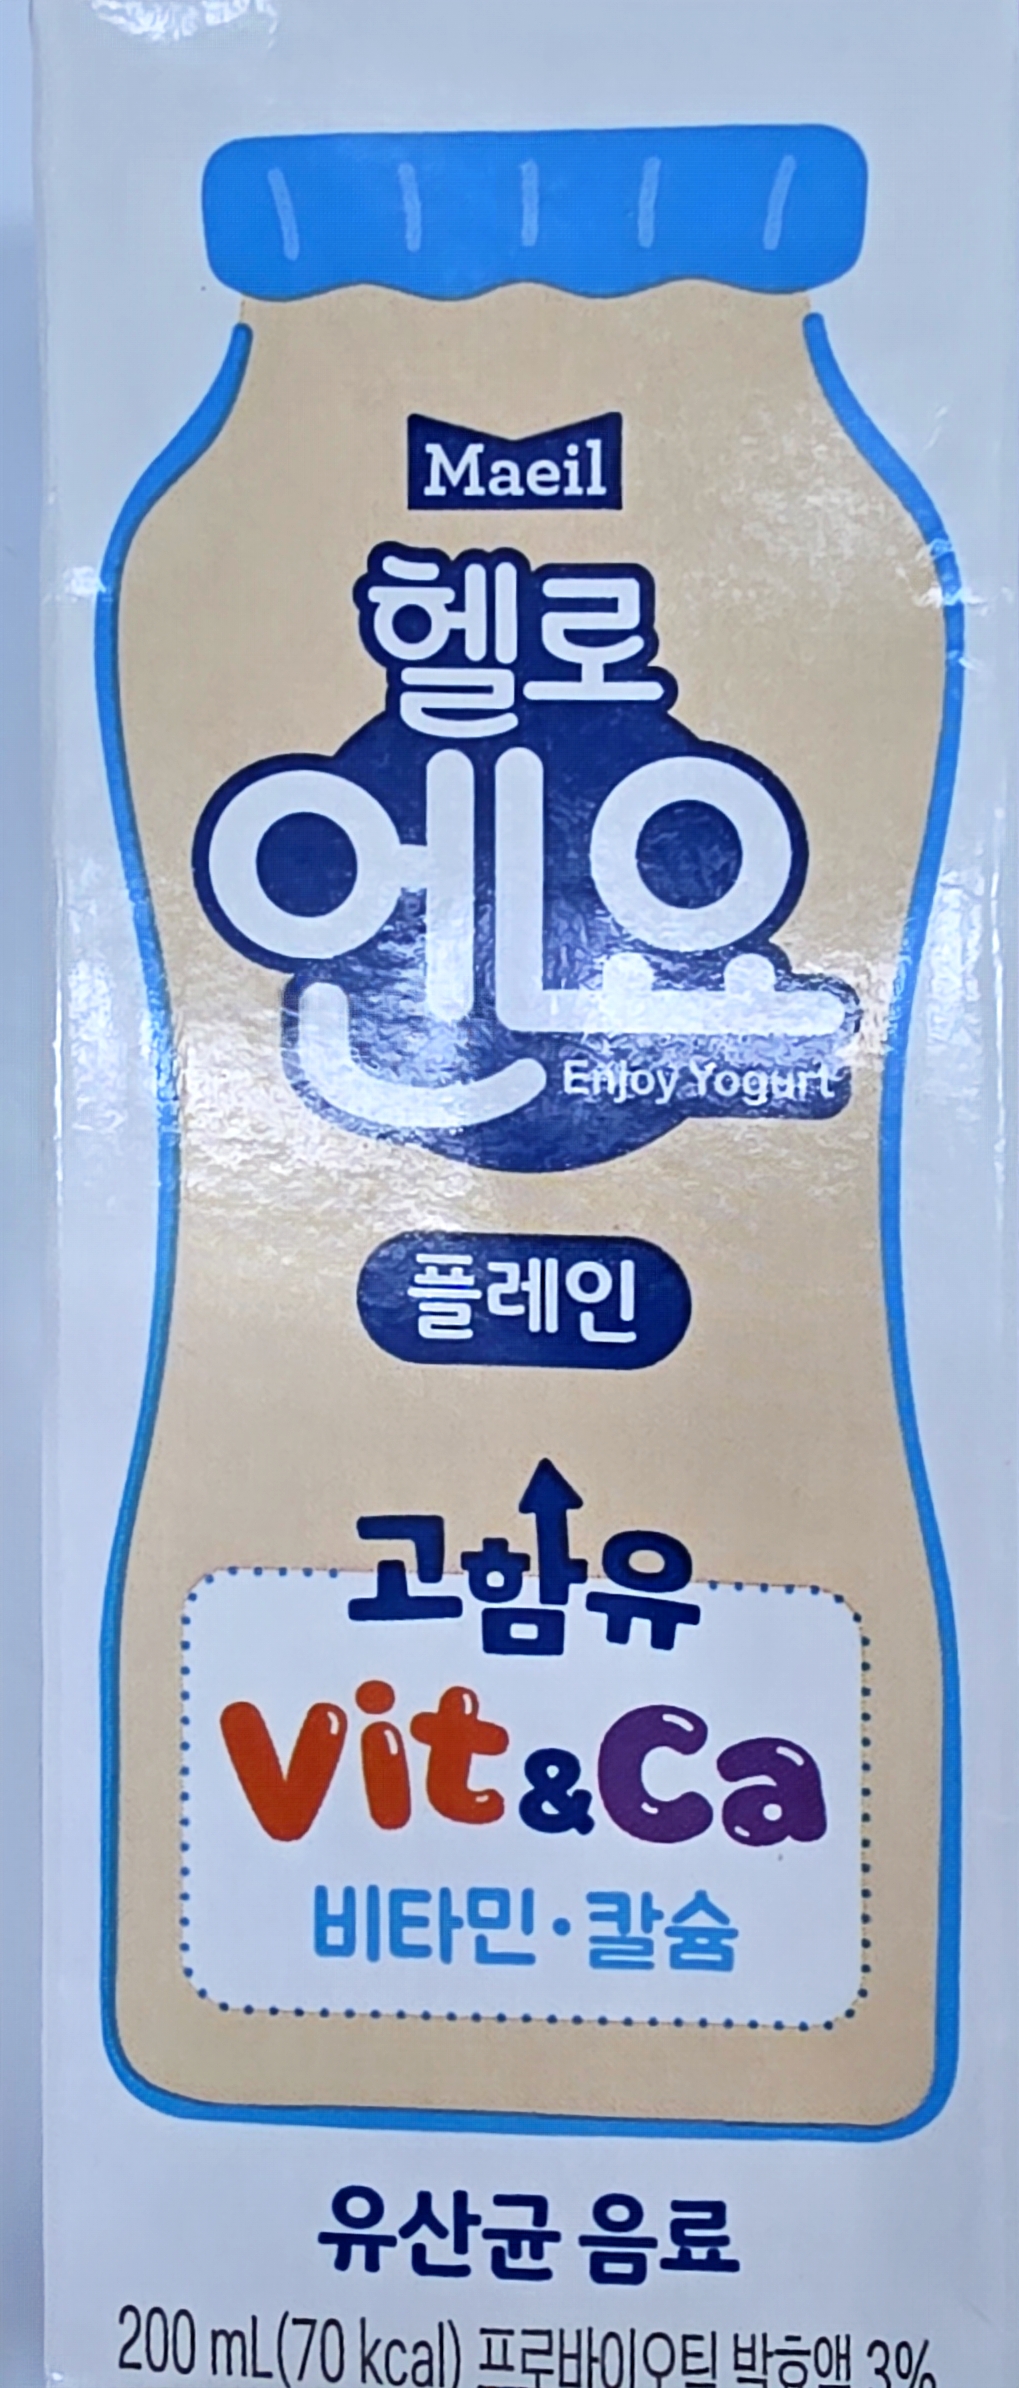 Maeil
헬로
엔요
Enjoy Yogurt
플레인
고함유
Vit&Ca
비타민·칼슘
유산균 음료
200 mL(70 kcal) 프로바이오틱 발효액 3%